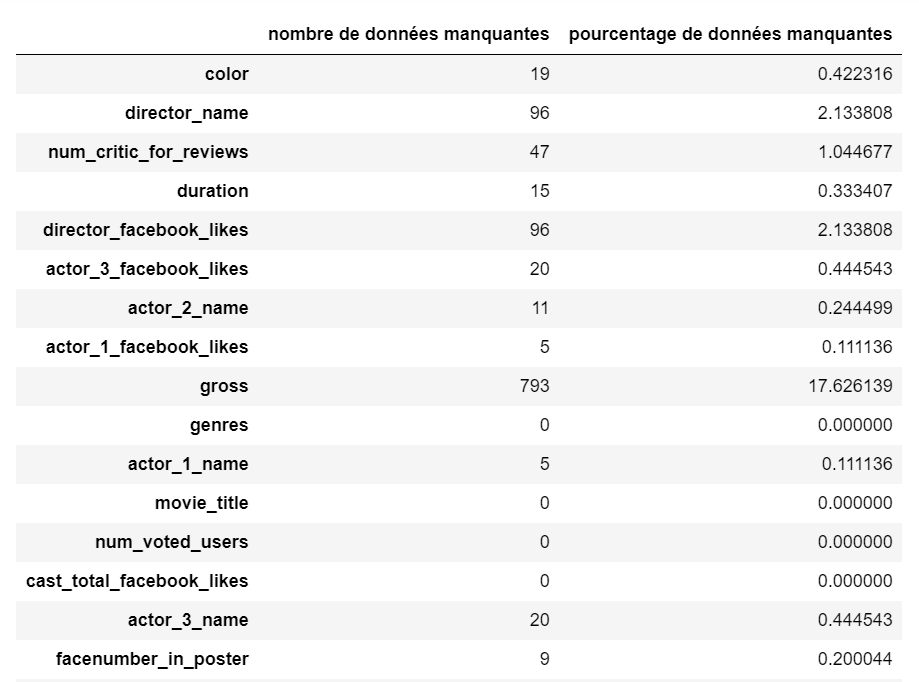 nombre de données manquantes pourcentage de données manquantes
color 19 0.422316
director_name 96 2.133808
num_critic_for_reviews 47 1.044677
duration 15 0.333407
director_facebook_likes 96 2.133808
actor_3_facebook_likes 20 0.444543
actor_2_name 11 0.244499
actor_1_facebook_likes 5 0.111136
gross 793 17.626139
genres 0 0.000000
actor_1_name 5 0.111136
movie_title 0 0.000000
num_voted_users 0 0.000000
cast_total_facebook_likes 0 0.000000
actor_3_name 20 0.444543
facenumber_in_poster 9 0.200044